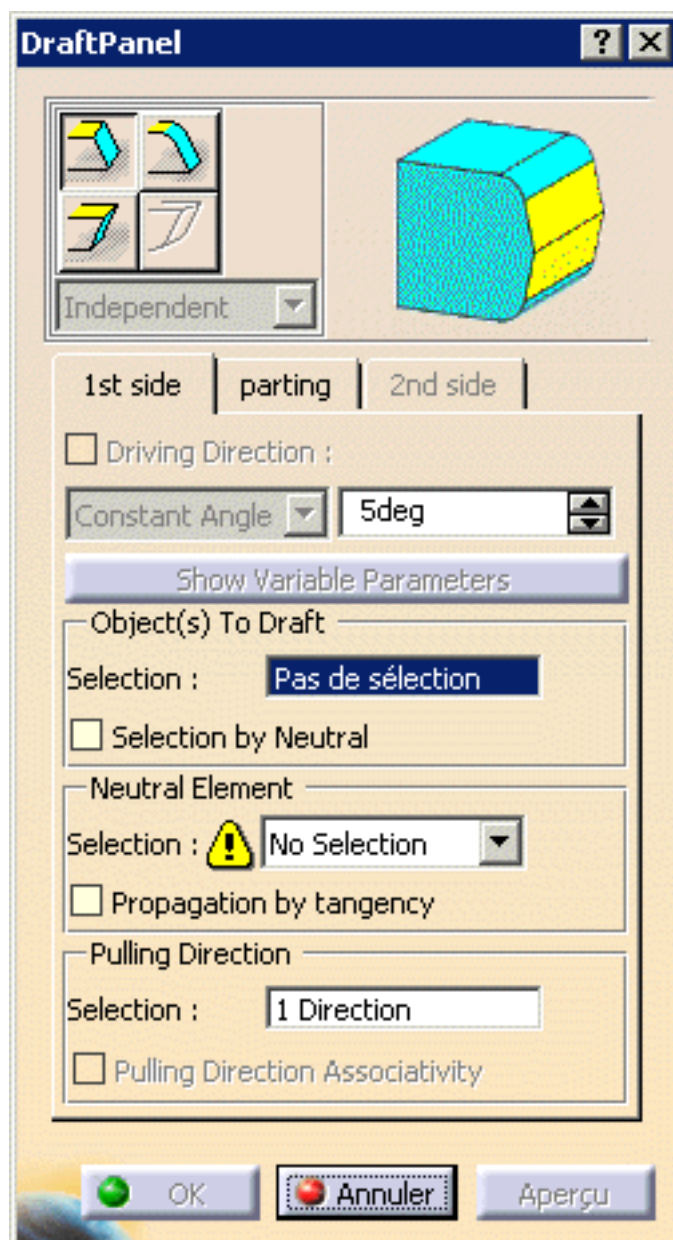 DraftPanel
Independent
1st side parting 2nd side
Driving Direction :
Constant Angle 5deg
Show Variable Parameters
Object(s) To Draft
Selection : Pas de sélection
Selection by Neutral
Neutral Element
Selection : No Selection
Propagation by tangency
Pulling Direction
Selection : 1 Direction
Pulling Direction Associativity
OK Annuler Aperçu